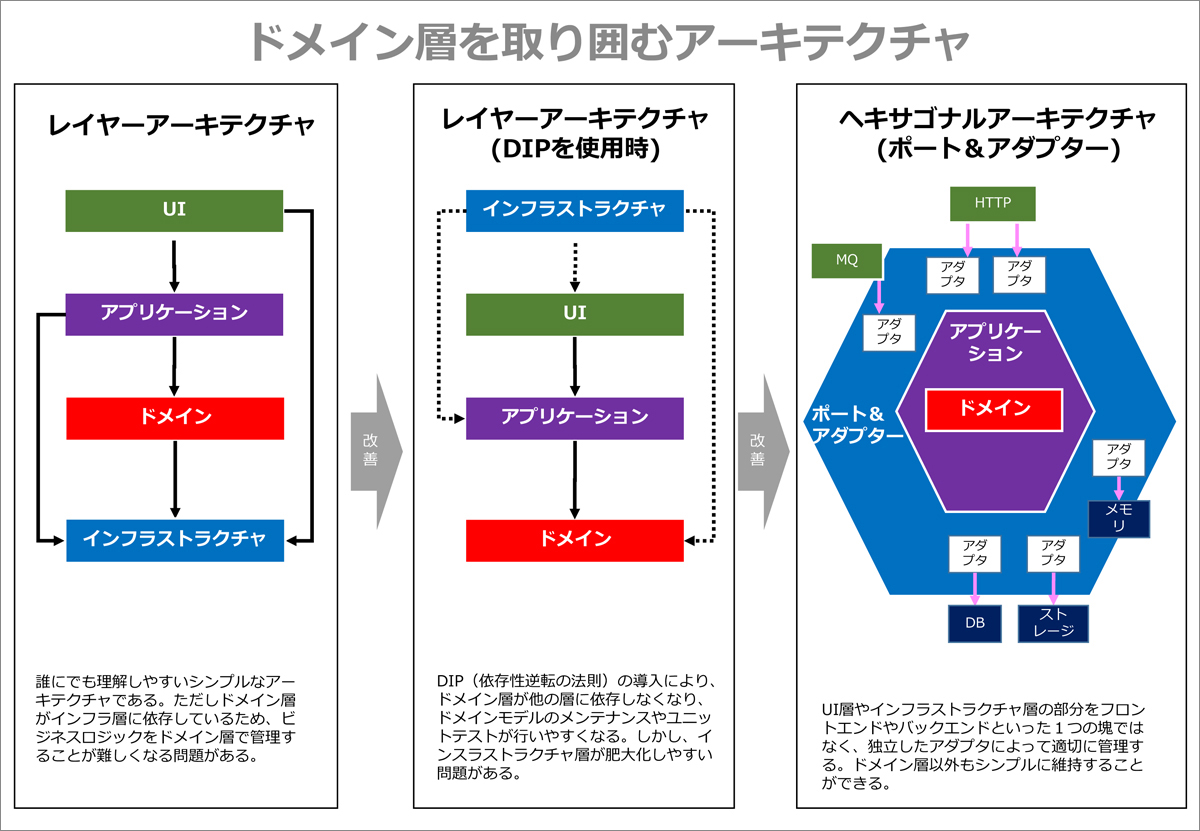 ドメイン層を取り囲むアーキテクチャ
レイヤーアーキテクチャ
UI
アプリケーション
ドメイン
インフラストラクチャ
誰にでも理解しやすいシンプルなアー
キテクチャである。ただしドメイン層
がインフラ層に依存しているため、ビ
ジネスロジックをドメイン層で管理す
ることが難しくなる問題がある。
改
善
レイヤーアーキテクチャ
(DIPを使用時)
インフラストラクチャ
UI
アプリケーション
ドメイン
DIP（依存性逆転の法則）の導入により、
ドメイン層が他の層に依存しなくなり、
ドメインモデルのメンテナンスやユニッ
トテストが行いやすくなる。しかし、イ
ンスラストラクチャ層が肥大化しやすい
問題がある。
改
善
ヘキサゴナルアーキテクチャ
(ポート＆アダプター)
HTTP
MQ
アダ
プタ
アダ
プタ
アダ
プタ
アプリケー
ション
ドメイン
ポート＆
アダプター
アダ
プタ
メモ
リ
アダ
プタ
アダ
プタ
DB
スト
レージ
UI層やインフラストラクチャ層の部分をフロント
エンドやバックエンドといった１つの塊では
なく、独立したアダプタによって適切に管理す
る。ドメイン層以外もシンプルに維持すること
ができる。